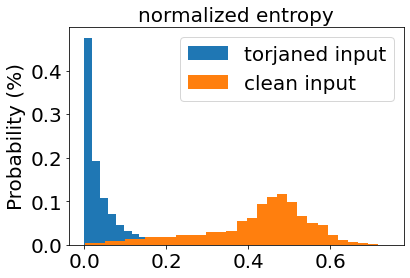 normalized entropy
torjaned input
clean input
Probability (%)
0.4
0.3
0.2
0.1
0.0
0.0 0.2 0.4 0.6